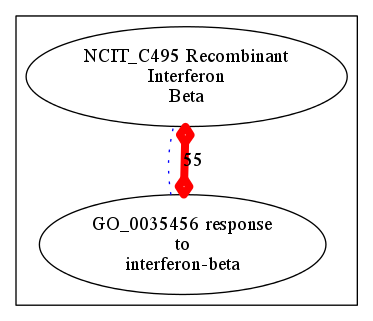 NCIT_C495 Recombinant
Interferon
Beta
55
GO_0035456 response
to
interferon-beta